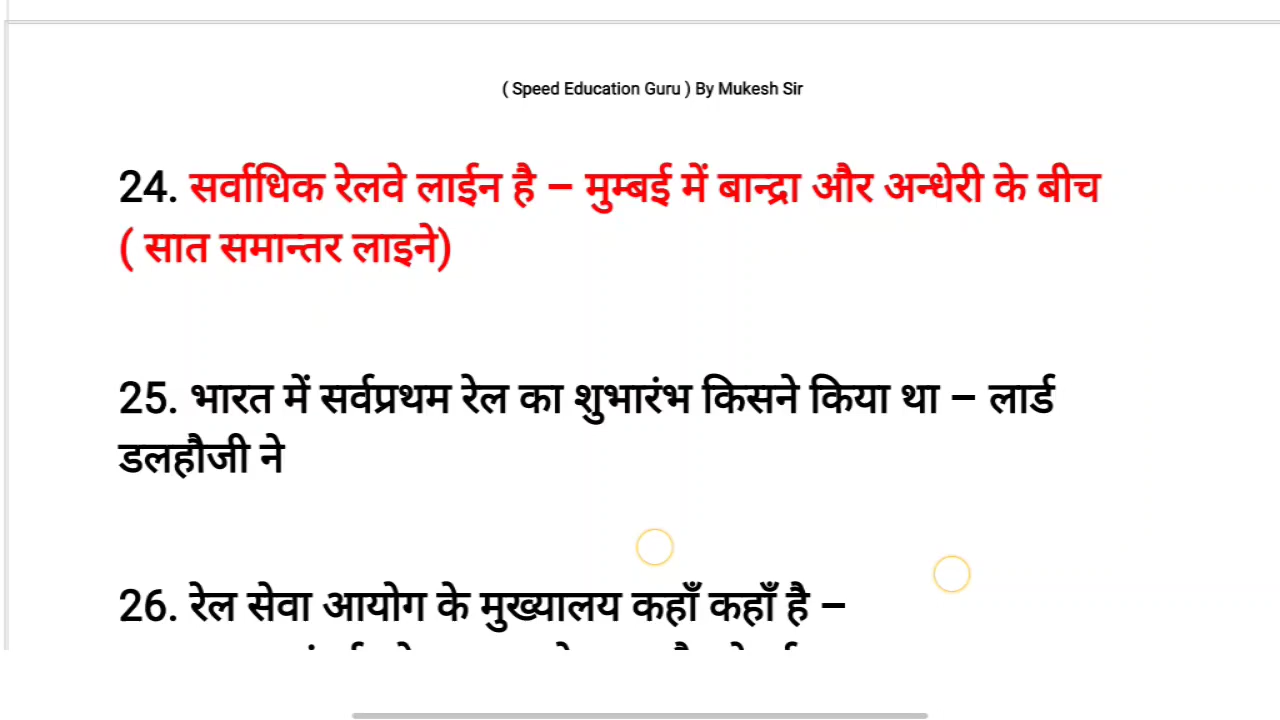 ( Speed Education Guru ) By Mukesh Sir
24. सर्वाधिक रेलवे लाईन है – मुम्बई में बान्द्रा और अन्धेरी के बीच
( सात समान्तर लाइने)
25. भारत में सर्वप्रथम रेल का शुभारंभ किसने किया था – लार्ड
डलहौजी ने
26. रेल सेवा आयोग के मुख्यालय कहाँ कहाँ है –